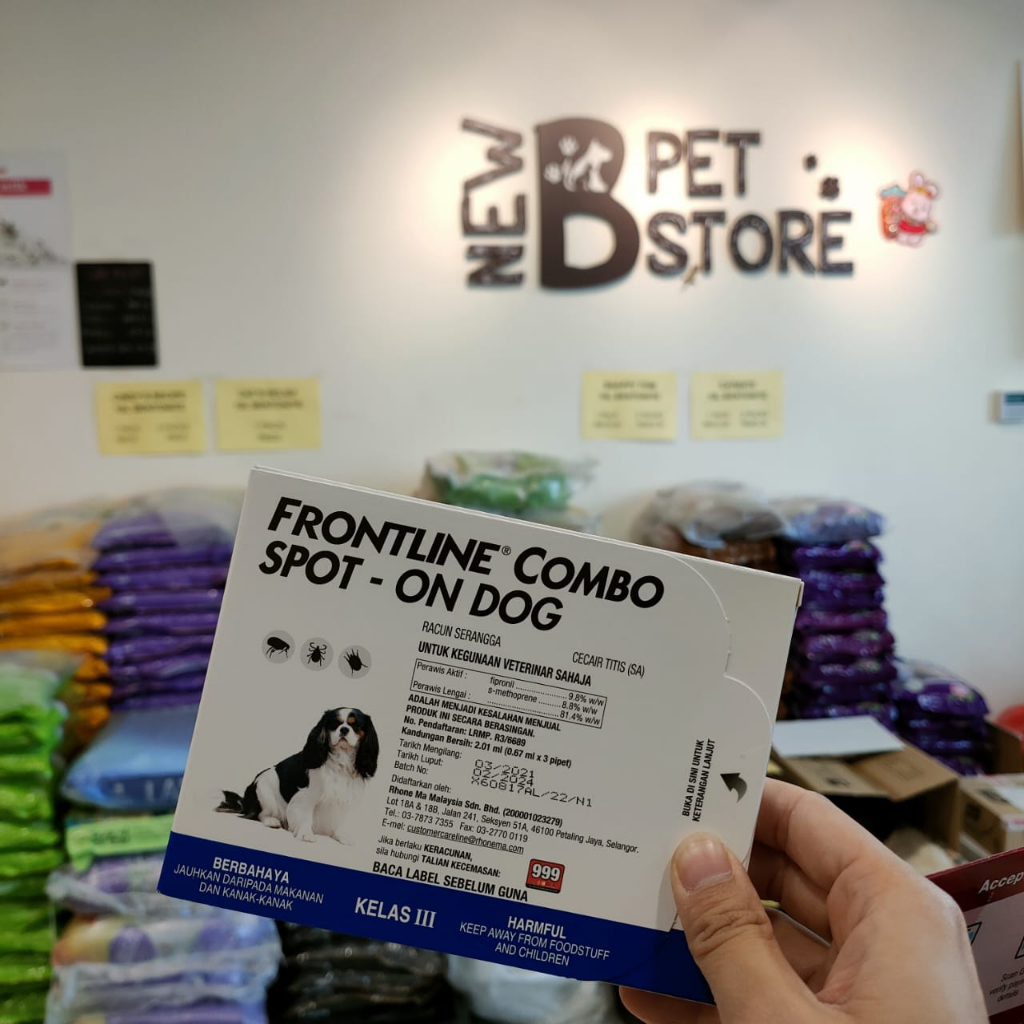 NEW
B
PET
STORE
FRONTLINE® COMBO
SPOT - ON DOG
RACUN SERANGGA
CECAIR TITIS (SA)
UNTUK KEGUNAAN VETERINAR SAHAJA
Perawis Aktif : fipronil ............ 9.8% w/w
s-methoprene ............ 8.8% w/w
Perawis Lengai : ............ 81.4% w/w
ADALAH MENJADI KESALAHAN MENJUAL
PRODUK INI SECARA BERASINGAN.
No. Pendaftaran: LRMP. R3/6689
Kandungan Bersih: 2.01 ml (0.67 ml x 3 pipet)
Tarikh Mengilang: 03/2021
Tarikh Luput: 02/2024
Batch No: X60817AL/22/N1
Didaftarkan oleh:
Rhone Ma Malaysia Sdn. Bhd. (200001023279)
Lot 18A & 18B, Jalan 241, Seksyen 51A, 46100 Petaling Jaya, Selangor.
Tel.: 03-7873 7355 Fax: 03-2770 0119
E-mel: customercareline@rhonema.com
Jika berlaku KERACUNAN,
sila hubungi TALIAN KECEMASAN: 999
BACA LABEL SEBELUM GUNA
BUKA DI SINI UNTUK
KETERANGAN LANJUT
BERBAHAYA
JAUHKAN DARIPADA MAKANAN
DAN KANAK-KANAK
KELAS III
HARMFUL
KEEP AWAY FROM FOODSTUFF
AND CHILDREN
Accep